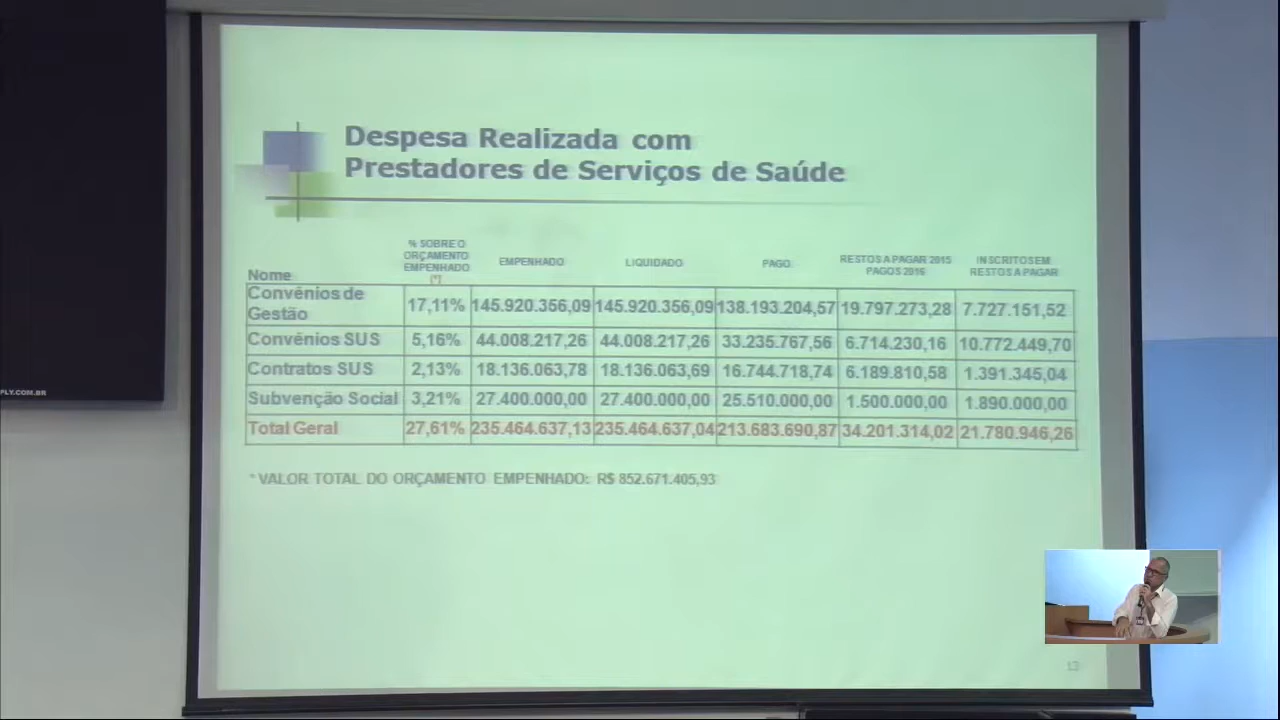 Despesa Realizada com
Prestadores de Serviços de Saúde
Nome
% SOBRE O
ORÇAMENTO
EMPENHADO
(*)
EMPENHADO
LIQUIDADO
PAGO
RESTOS A PAGAR 2015
PAGOS 2016
INSCRITOS EM
RESTOS A PAGAR
Convênios de
Gestão 17,11% 145.920.356,09 145.920.356,09 138.193.204,57 19.797.273,28 7.727.151,52
Convênios SUS 5,16% 44.008.217,26 44.008.217,26 33.235.767,56 6.714.230,16 10.772.449,70
Contratos SUS 2,13% 18.136.063,78 18.136.063,69 16.744.718,74 6.189.810,58 1.391.345,04
Subvenção Social 3,21% 27.400.000,00 27.400.000,00 25.510.000,00 1.500.000,00 1.890.000,00
Total Geral 27,61% 235.464.637,13 235.464.637,04 213.683.690,87 34.201.314,02 21.780.946,26
* VALOR TOTAL DO ORÇAMENTO EMPENHADO: R$ 852.671.405,93
PLY.COM.BR
13